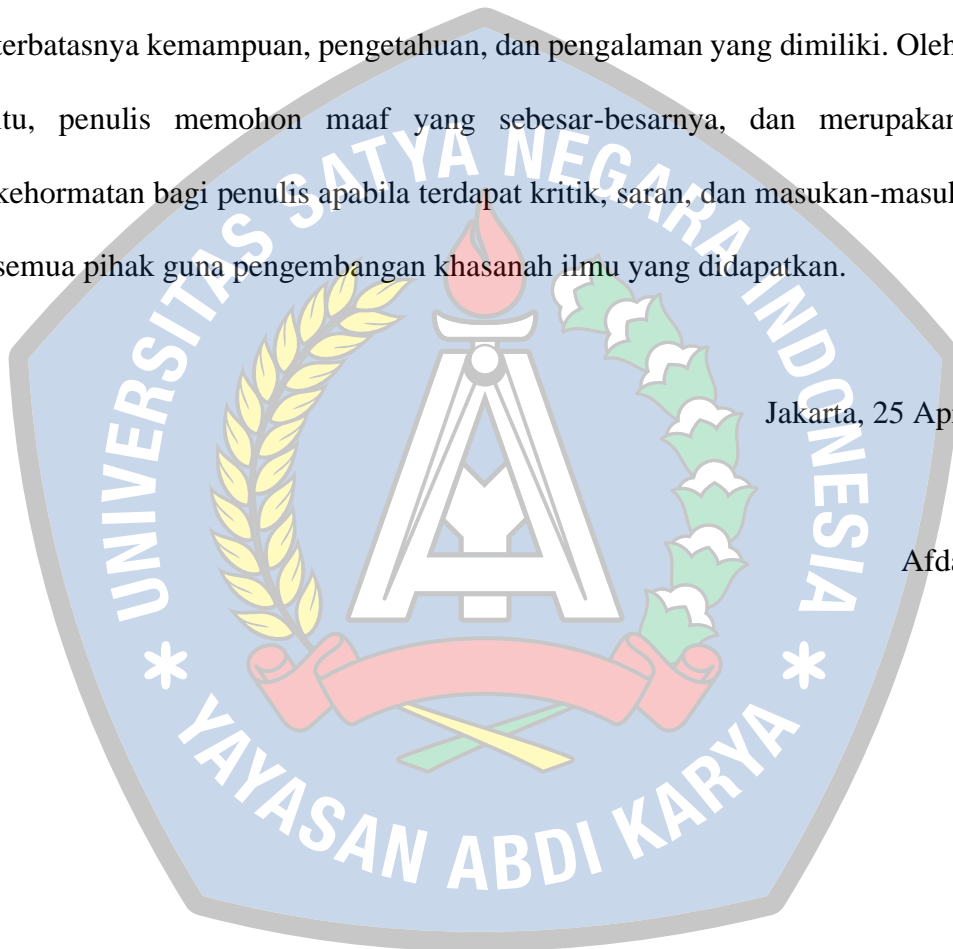 terbatasnya kemampuan, pengetahuan, dan pengalaman yang dimiliki. Oleh
itu, penulis memohon maaf yang sebesar-besarnya, dan merupakan
kehormatan bagi penulis apabila terdapat kritik, saran, dan masukan-masuk
semua pihak guna pengembangan khasanah ilmu yang didapatkan.
Jakarta, 25 Ap
Afda
UNIVERSITAS SATYA NEGARA INDONESIA
YAYASAN ABDI KARYA